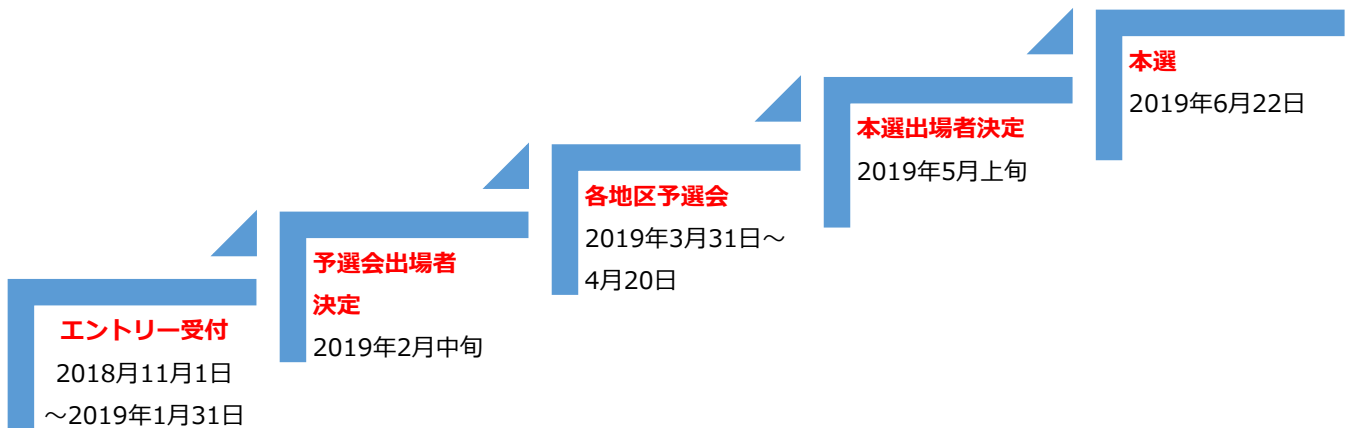 エントリー受付
2018月11月1日
～2019年1月31日
予選会出場者
決定
2019年2月中旬
各地区予選会
2019年3月31日～
4月20日
本選出場者決定
2019年5月上旬
本選
2019年6月22日